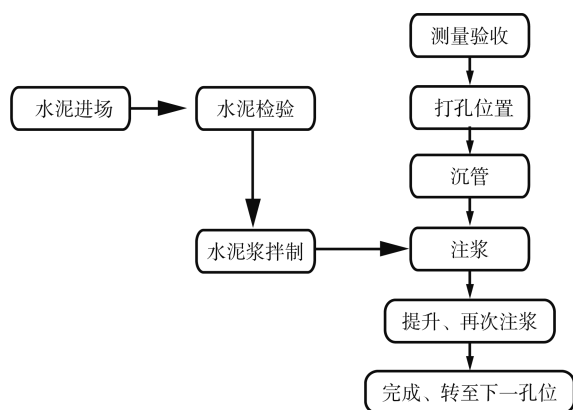 测量验收
水泥进场
水泥检验
打孔位置
沉管
水泥浆拌制
注浆
提升、再次注浆
完成、转至下一孔位